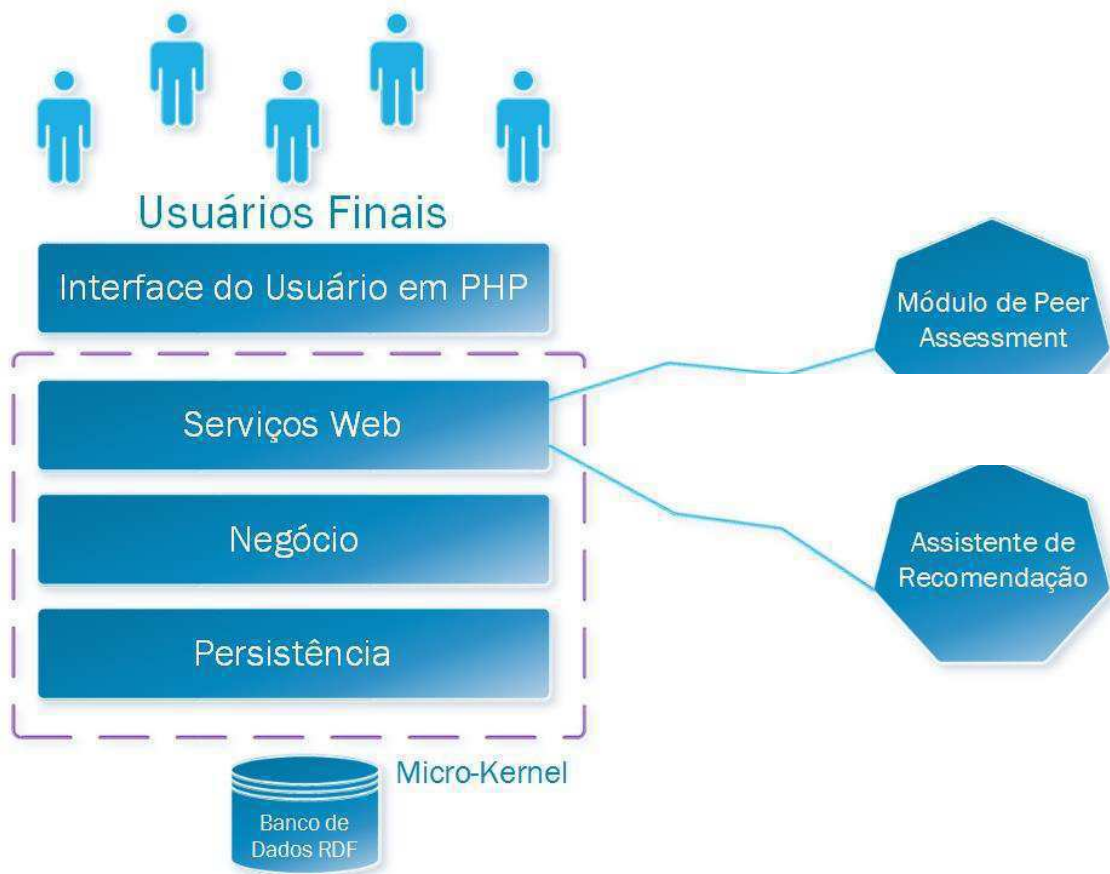 Usuários Finais
Interface do Usuário em PHP
Serviços Web
Negócio
Persistência
Micro-Kernel
Banco de
Dados RDF
Módulo de Peer
Assessment
Assistente de
Recomendação